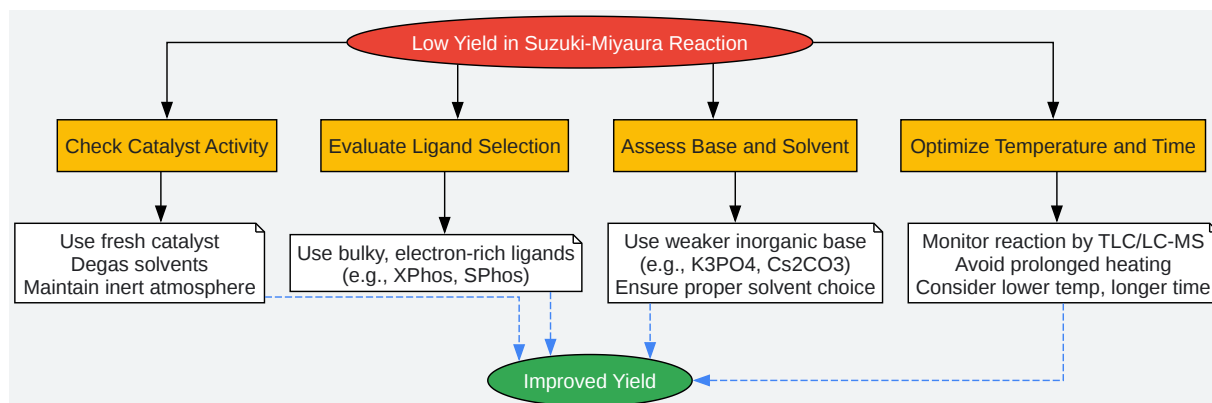 Low Yield in Suzuki-Miyaura Reaction
Check Catalyst Activity
Evaluate Ligand Selection
Assess Base and Solvent
Optimize Temperature and Time
Use fresh catalyst
Degas solvents
Maintain inert atmosphere
Use bulky, electron-rich ligands
(e.g., XPhos, SPhos)
Use weaker inorganic base
(e.g., K3PO4, Cs2CO3)
Ensure proper solvent choice
Monitor reaction by TLC/LC-MS
Avoid prolonged heating
Consider lower temp, longer time
Improved Yield